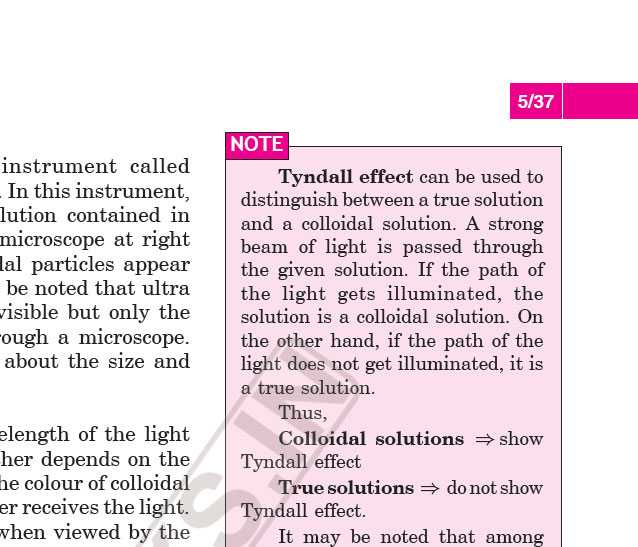 5/37
instrument called
. In this instrument,
lution contained in
microscope at right
dal particles appear
be noted that ultra
visible but only the
rough a microscope.
about the size and
elength of the light
her depends on the
he colour of colloidal
er receives the light.
when viewed by the
NOTE
Tyndall effect can be used to
distinguish between a true solution
and a colloidal solution. A strong
beam of light is passed through
the given solution. If the path of
the light gets illuminated, the
solution is a colloidal solution. On
the other hand, if the path of the
light does not get illuminated, it is
a true solution.
Thus,
Colloidal solutions ⇒ show
Tyndall effect
True solutions ⇒ do not show
Tyndall effect.
It may be noted that among
S.IN